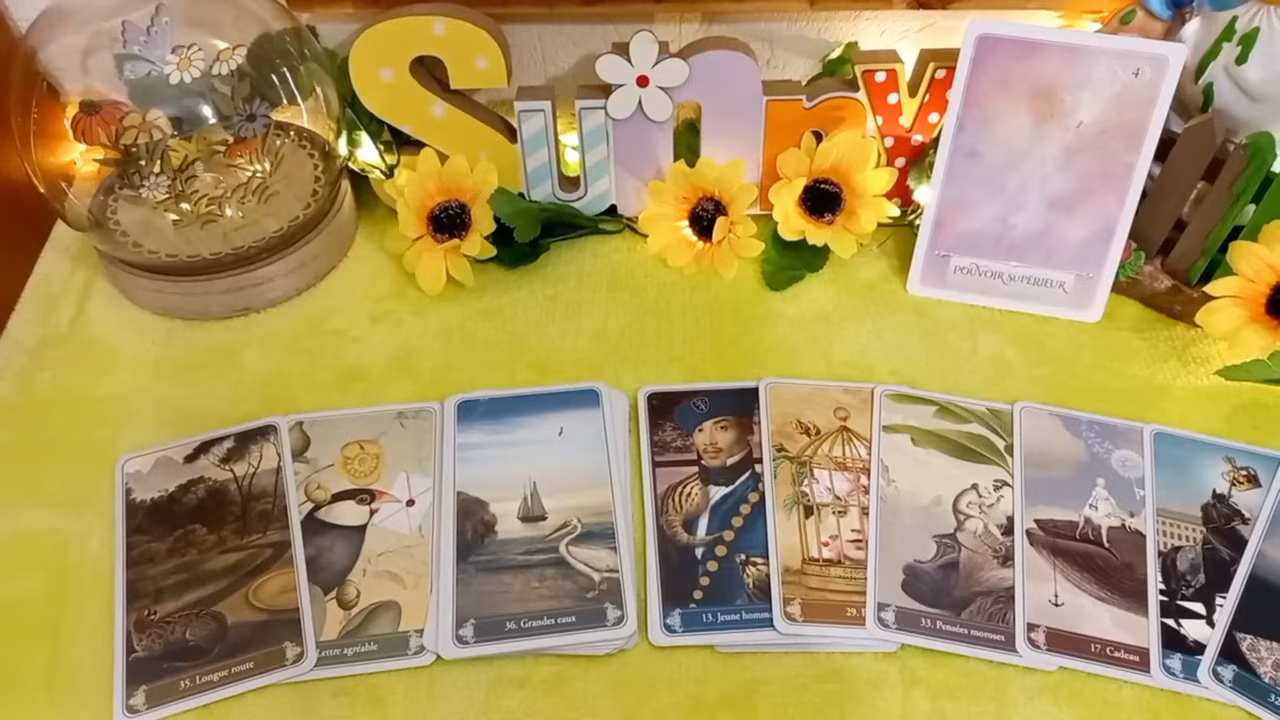 Sunny
4
POUVOIR SUPÉRIEUR
35. Longue route
Lettre agréable
36. Grandes eaux
13. Jeune homm
29.
33. Pensées moroses
17. Cadeau